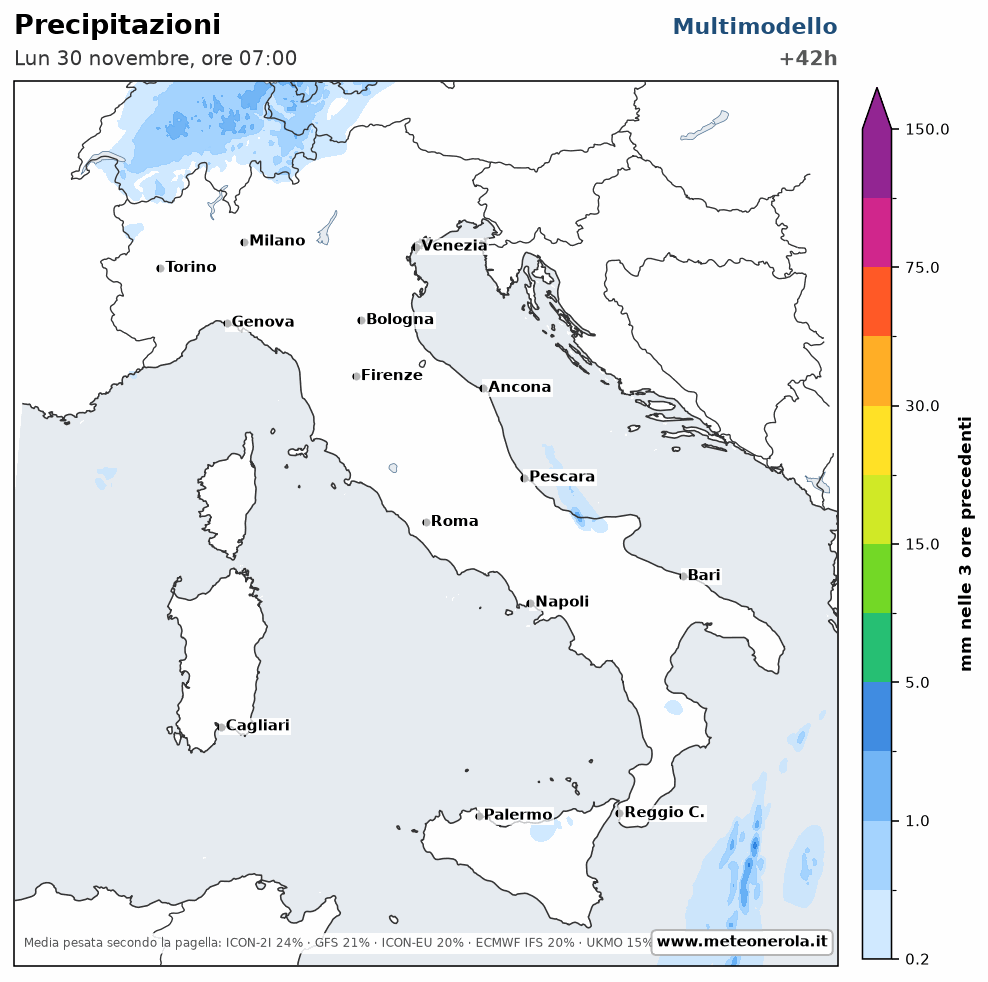 Precipitazioni
Multimodello
Lun 30 novembre, ore 07:00
+42h
150.0
75.0
30.0
15.0
5.0
1.0
0.2
mm nelle 3 ore precedenti
Milano
Venezia
Torino
Genova
Bologna
Firenze
Ancona
Pescara
Roma
Bari
Napoli
Cagliari
Palermo
Reggio C.
Media pesata secondo la pagella: ICON-2I 24% · GFS 21% · ICON-EU 20% · ECMWF IFS 20% · UKMO 15%
www.meteonerola.it